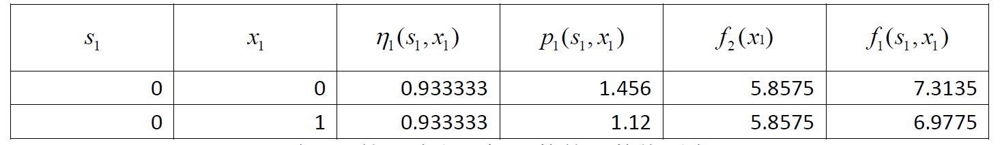 s₁ x₁ η₁(s₁,x₁) p₁(s₁,x₁) f₂(x₁) f₁(s₁,x₁)
0 0 0.933333 1.456 5.8575 7.3135
0 1 0.933333 1.12 5.8575 6.9775